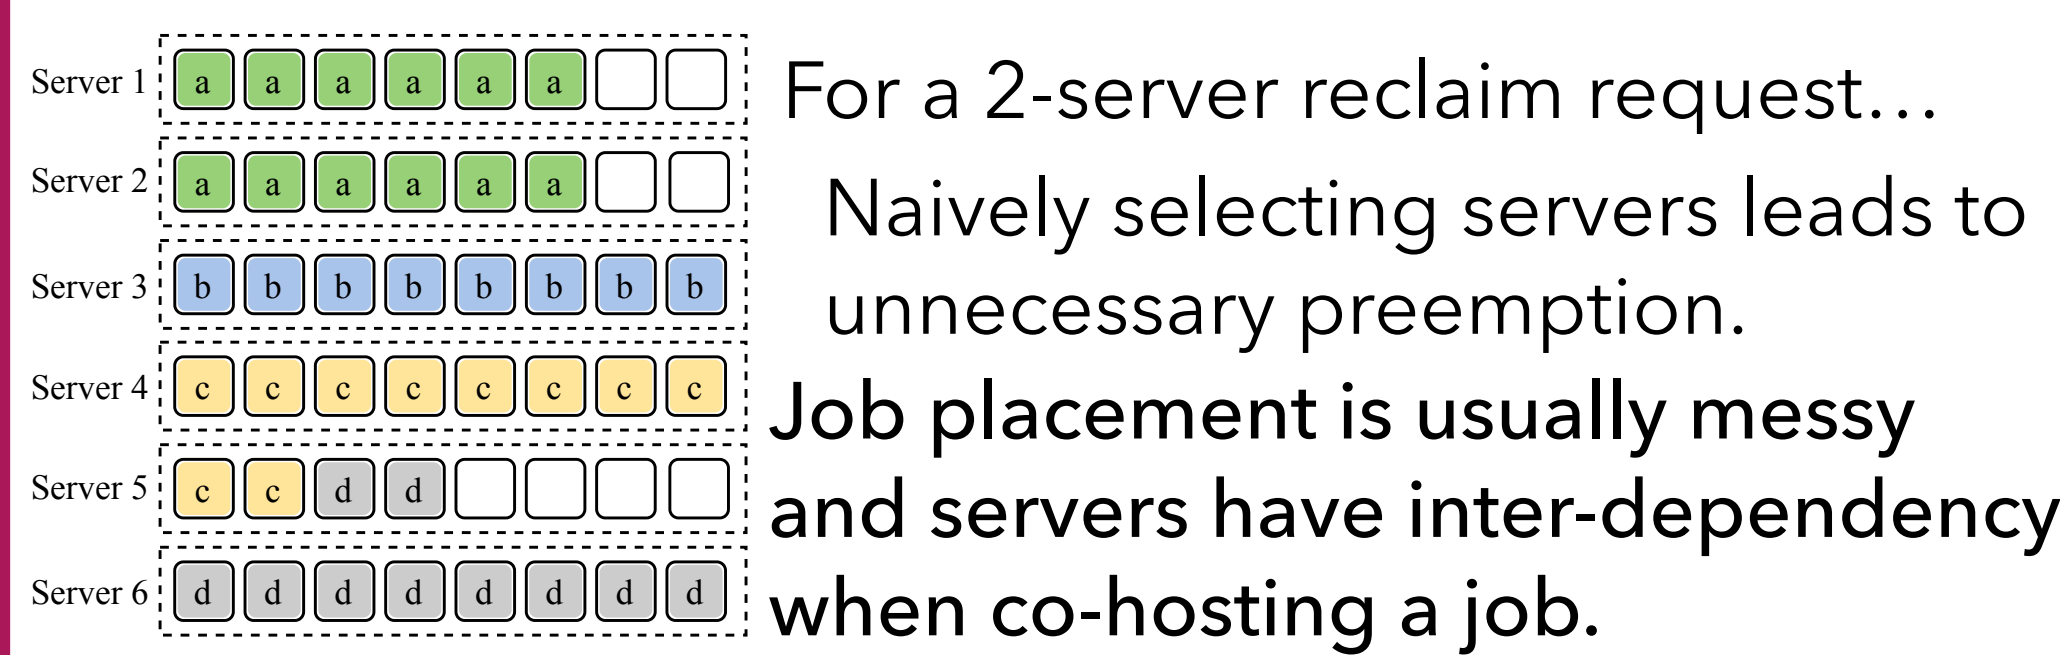 Server 1 a a a a a a
Server 2 a a a a a a
Server 3 b b b b b b b b
Server 4 c c c c c c c c
Server 5 c c d d
Server 6 d d d d d d d d
For a 2-server reclaim request…
Naively selecting servers leads to
unnecessary preemption.
Job placement is usually messy
and servers have inter-dependency
when co-hosting a job.